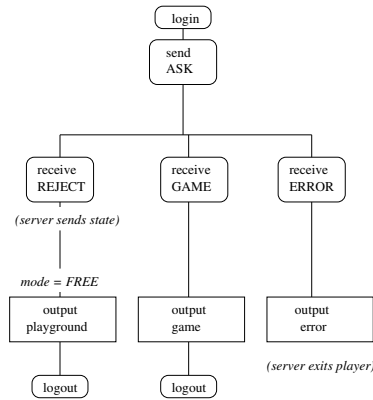 login
send
ASK
receive
REJECT
receive
GAME
receive
ERROR
(server sends state)
mode = FREE
output
playground
output
game
output
error
(server exits player)
logout
logout